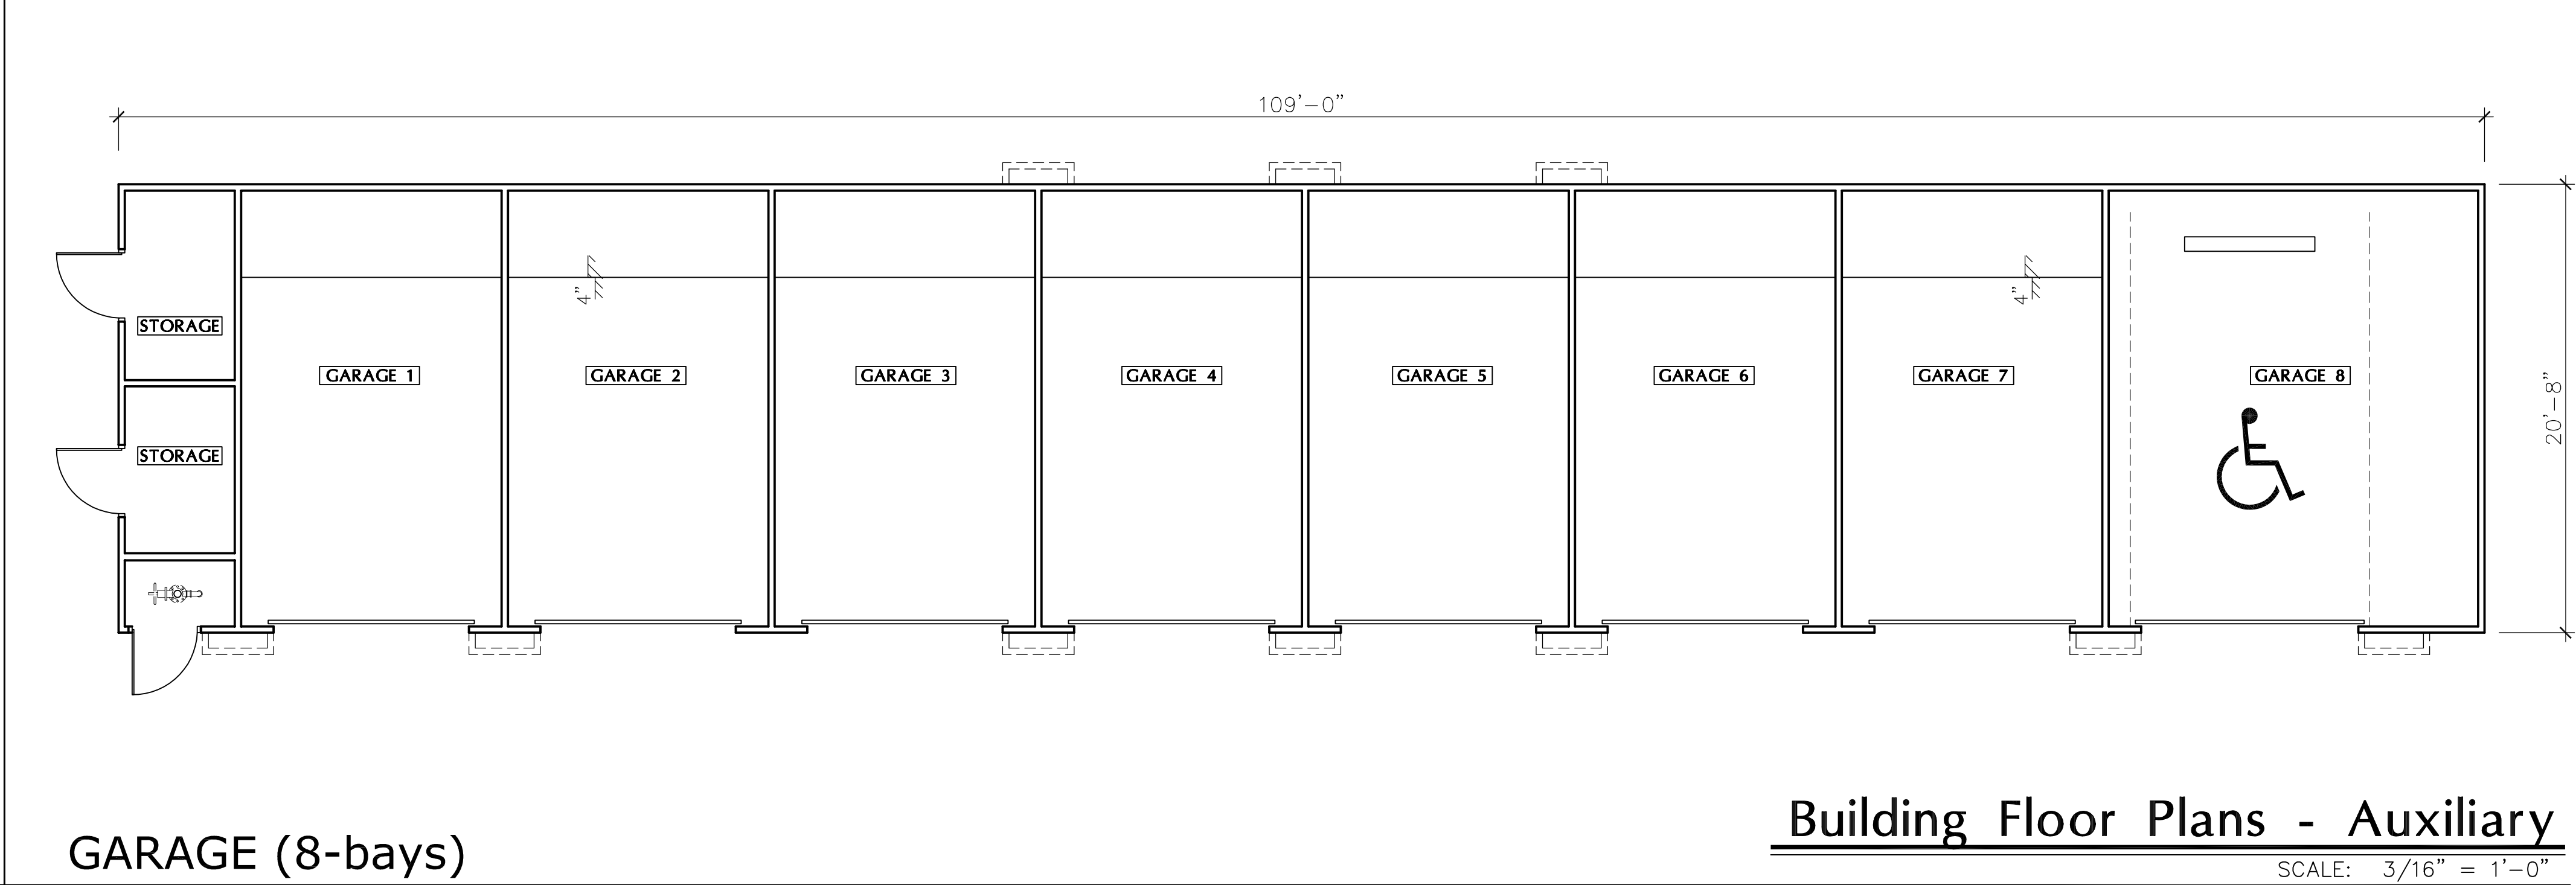 109'-0"
4"
4"
STORAGE
GARAGE 1
GARAGE 2
GARAGE 3
GARAGE 4
GARAGE 5
GARAGE 6
GARAGE 7
GARAGE 8
20'-8"
STORAGE
Building Floor Plans - Auxiliary
GARAGE (8-bays)
SCALE: 3/16" = 1'-0"